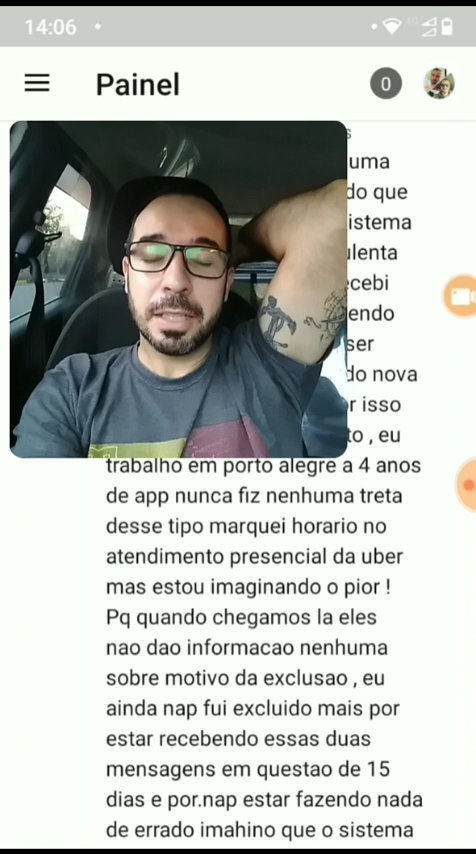 14:06
3G
Painel
0
uma
do que
endo
ser
do nova
r isso
to , eu
trabalho em porto alegre a 4 anos
de app nunca fiz nenhuma treta
desse tipo marquei horario no
atendimento presencial da uber
mas estou imaginando o pior !
Pq quando chegamos la eles
nao dao informacao nenhuma
sobre motivo da exclusao , eu
ainda nap fui excluido mais por
estar recebendo essas duas
mensagens em questao de 15
dias e por.nap estar fazendo nada
de errado imahino que o sistema